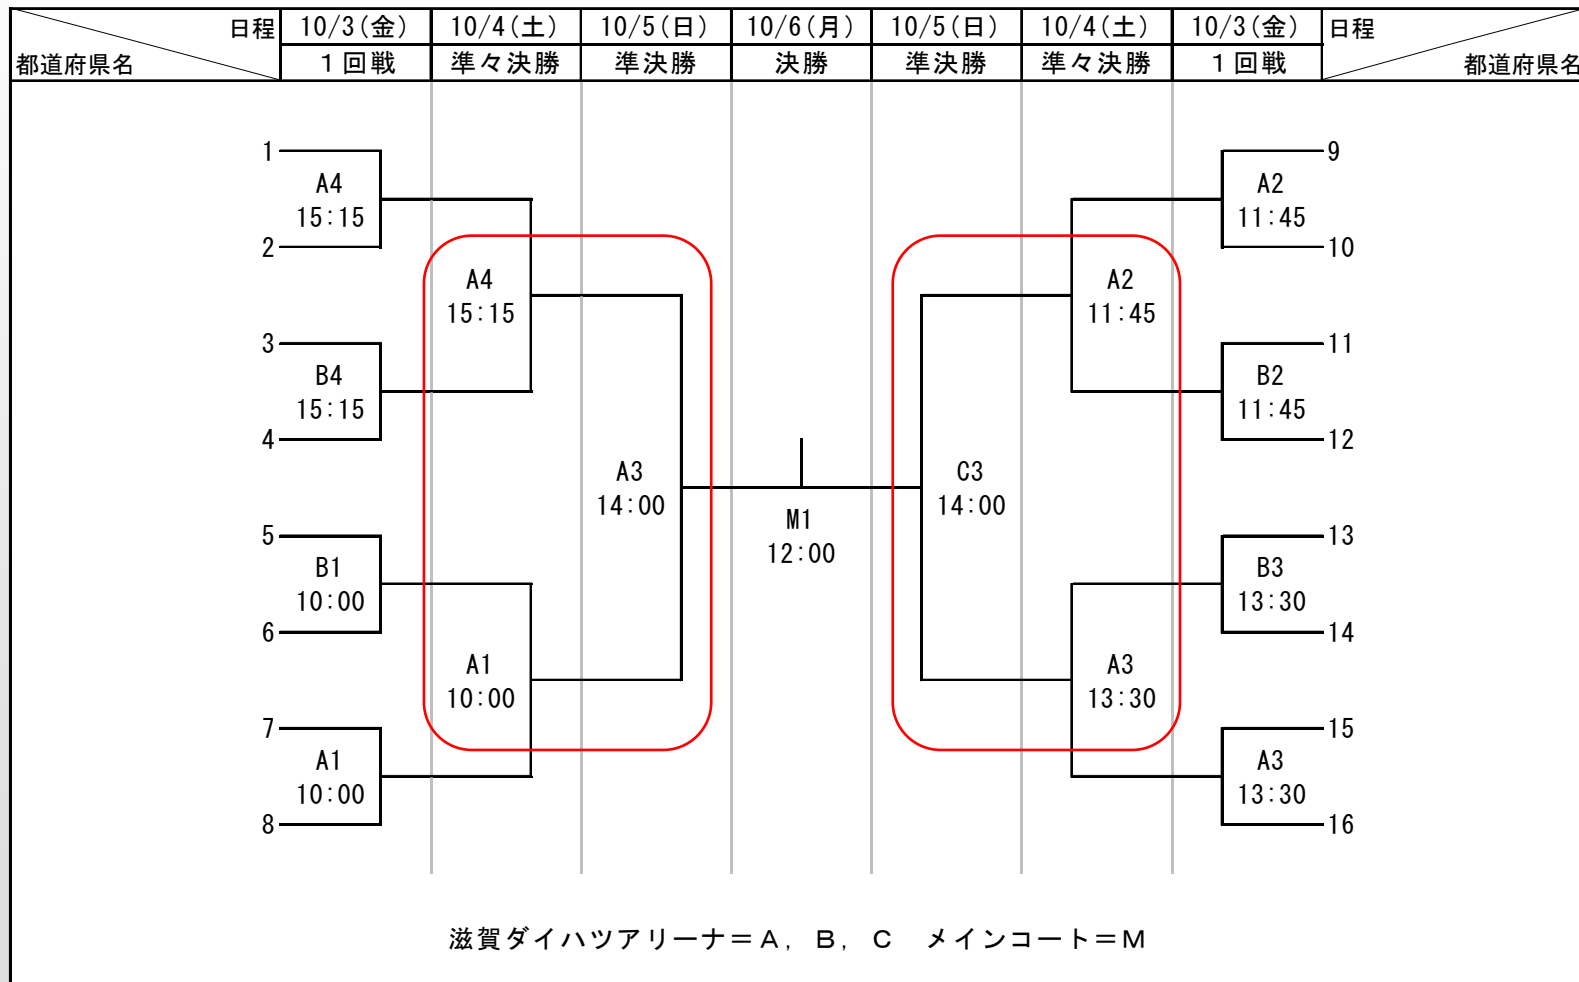 日程 10/3(金) 10/4(土) 10/5(日) 10/6(月) 10/5(日) 10/4(土) 10/3(金) 日程
都道府県名 1回戦 準々決勝 準決勝 決勝 準決勝 準々決勝 1回戦 都道府県名
1 9
A4 A2
15:15 11:45
2 10
A4 A2
15:15 11:45
3 11
B4 B2
15:15 11:45
4 12
A3 C3
14:00 14:00
M1
5 13
12:00
B1 B3
10:00 13:30
6 14
A1 A3
10:00 13:30
7 15
A1 A3
10:00 13:30
8 16
滋賀ダイハツアリーナ＝A，B，C　メインコート＝M